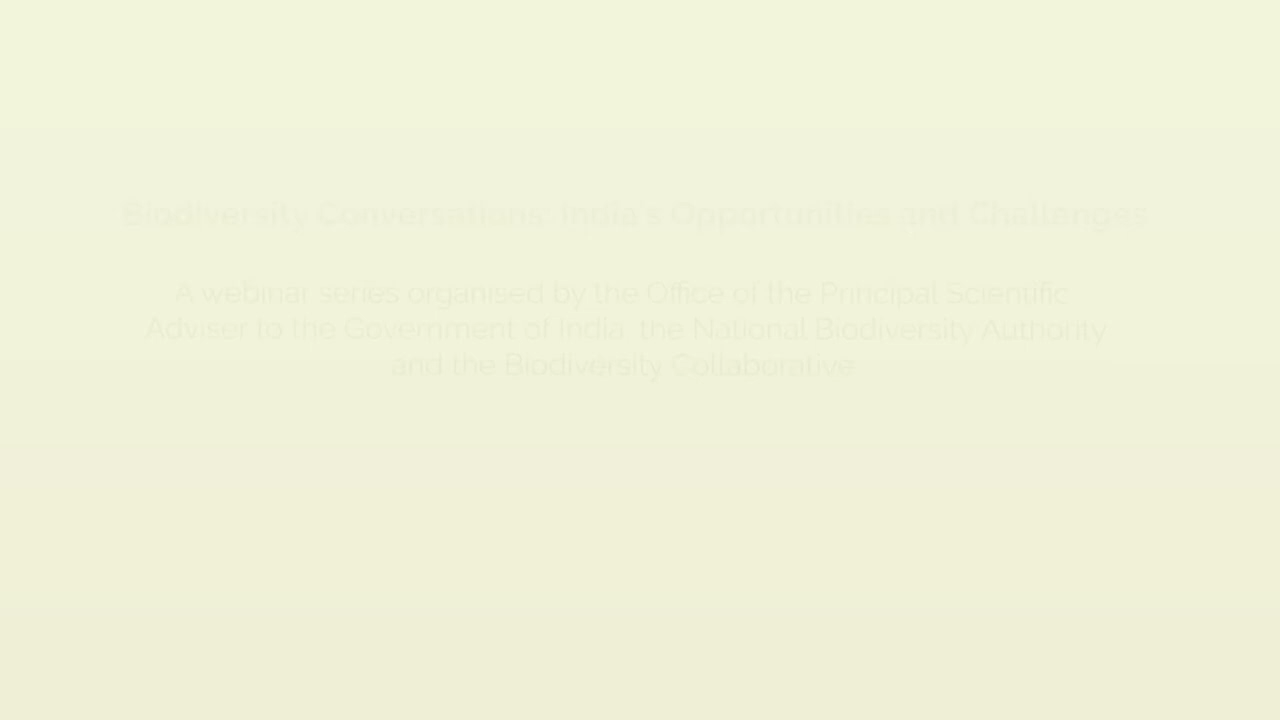 Biodiversity Conversations: India's Opportunities and Challenges
A webinar series organised by the Office of the Principal Scientific
Adviser to the Government of India, the National Biodiversity Authority
and the Biodiversity Collaborative